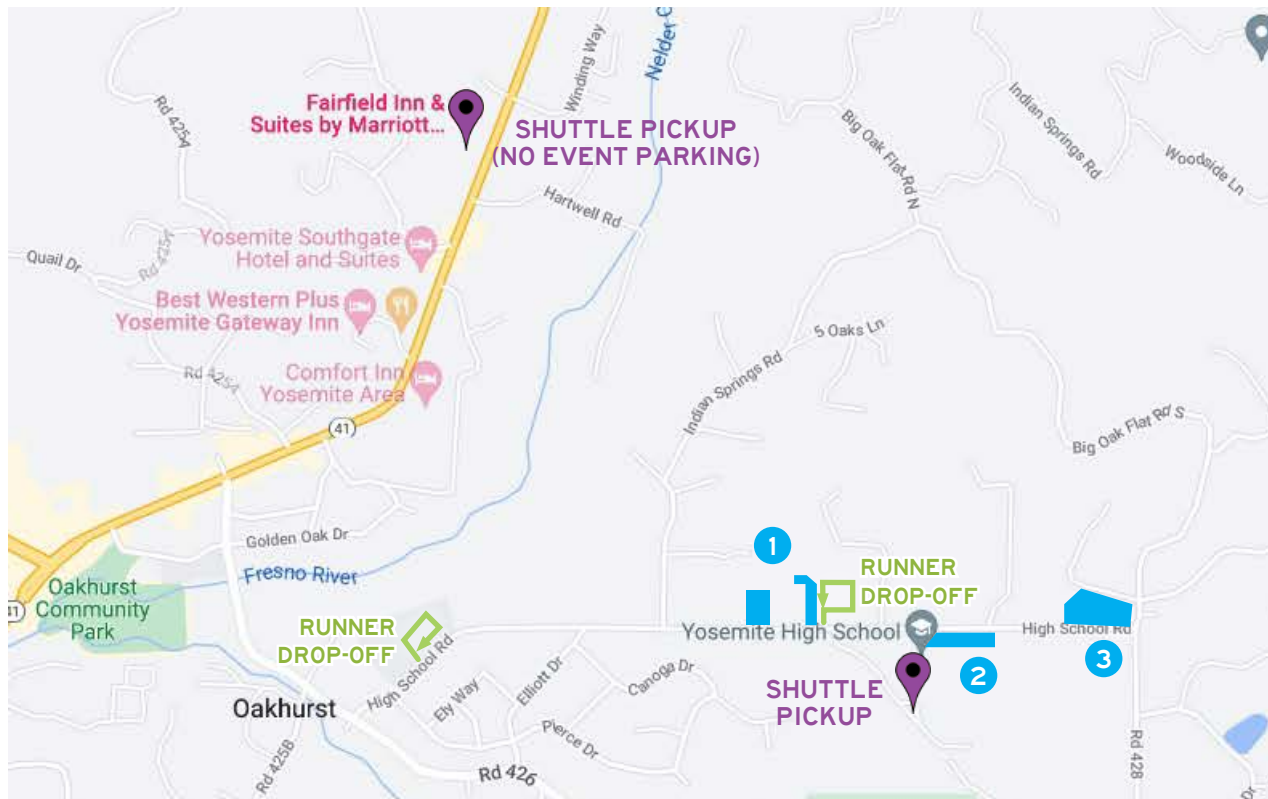 Fairfield Inn &
Suites by Marriott...
SHUTTLE PICKUP
(NO EVENT PARKING)
Rd 4254
Winding Way
Nelder C
Hartwell Rd
Big Oak Flat Rd N
Indian Springs Rd
Woodside Ln
Quail Dr
Rd 4254
Yosemite Southgate
Hotel and Suites
Best Western Plus
Yosemite Gateway Inn
Rd 4254
Comfort Inn
Yosemite Area
41
5 Oaks Ln
Indian Springs Rd
Big Oak Flat Rd S
Golden Oak Dr
Fresno River
Oakhurst
Community
Park
41
RUNNER
DROP-OFF
High School Rd
1
RUNNER
DROP-OFF
Yosemite High School
High School Rd
2
3
SHUTTLE
PICKUP
Oakhurst
Ely Way
Elliott Dr
Canoga Dr
Pierce Dr
Rd 425B
Rd 426
Rd 428
Dr